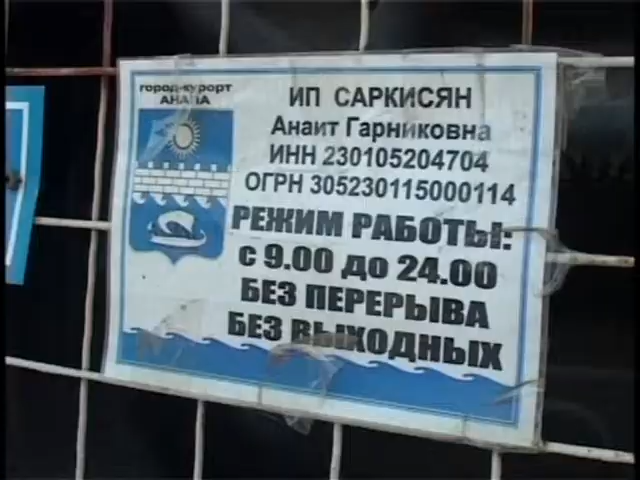 город-курорт
АНАПА
ИП САРКИСЯН
Анаит Гарниковна
ИНН 230105204704
ОГРН 305230115000114
РЕЖИМ РАБОТЫ:
с 9.00 до 24.00
БЕЗ ПЕРЕРЫВА
БЕЗ ВЫХОДНЫХ